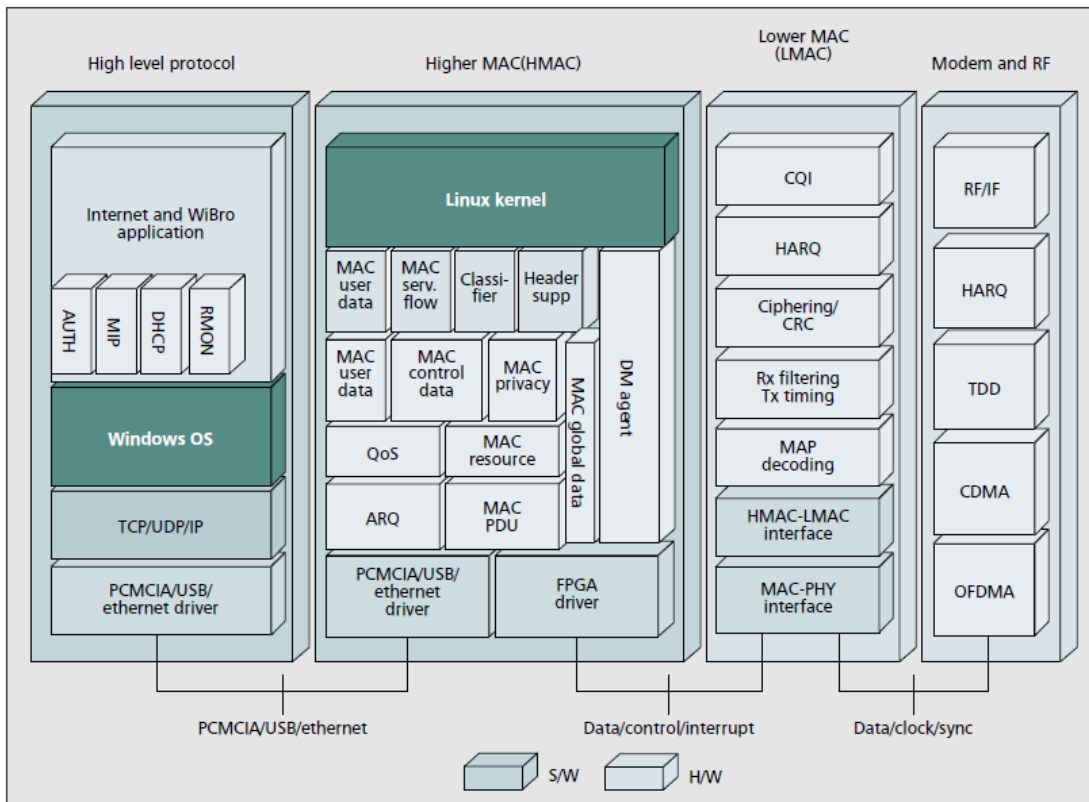 High level protocol
Higher MAC(HMAC)
Lower MAC
(LMAC)
Modem and RF
Internet and WiBro
application
AUTH
MIP
DHCP
RMON
Windows OS
TCP/UDP/IP
PCMCIA/USB/
ethernet driver
Linux kernel
MAC
user
data
MAC
serv.
flow
Classi-
fier
Header
supp
MAC
user
data
MAC
control
data
MAC
privacy
MAC global data
DM agent
QoS
MAC
resource
ARQ
MAC
PDU
PCMCIA/USB/
ethernet
driver
FPGA
driver
CQI
HARQ
Ciphering/
CRC
Rx filtering
Tx timing
MAP
decoding
HMAC-LMAC
interface
MAC-PHY
interface
RF/IF
HARQ
TDD
CDMA
OFDMA
PCMCIA/USB/ethernet
Data/control/interrupt
Data/clock/sync
S/W
H/W